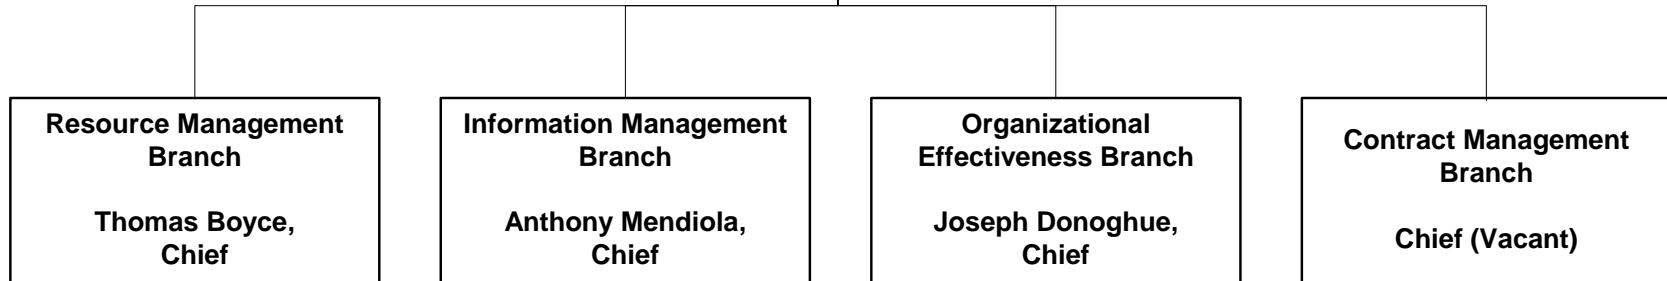 Resource Management
Branch
Thomas Boyce,
Chief
Information Management
Branch
Anthony Mendiola,
Chief
Organizational
Effectiveness Branch
Joseph Donoghue,
Chief
Contract Management
Branch
Chief (Vacant)